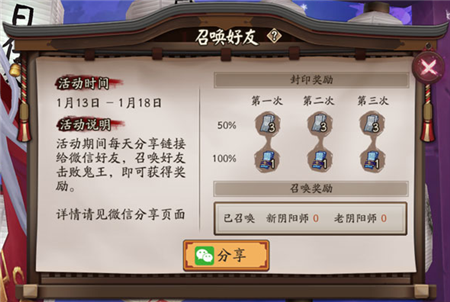 召唤好友 ?
活动时间
1月13日 - 1月18日
活动说明
活动期间每天分享链接
给微信好友，召唤好友
击败鬼王，即可获得奖
励。
详情请见微信分享页面
封印奖励
第一次 第二次 第三次
50% 3 3 3
100%
召唤奖励
已召唤 新阴阳师 0 老阴阳师 0
分享